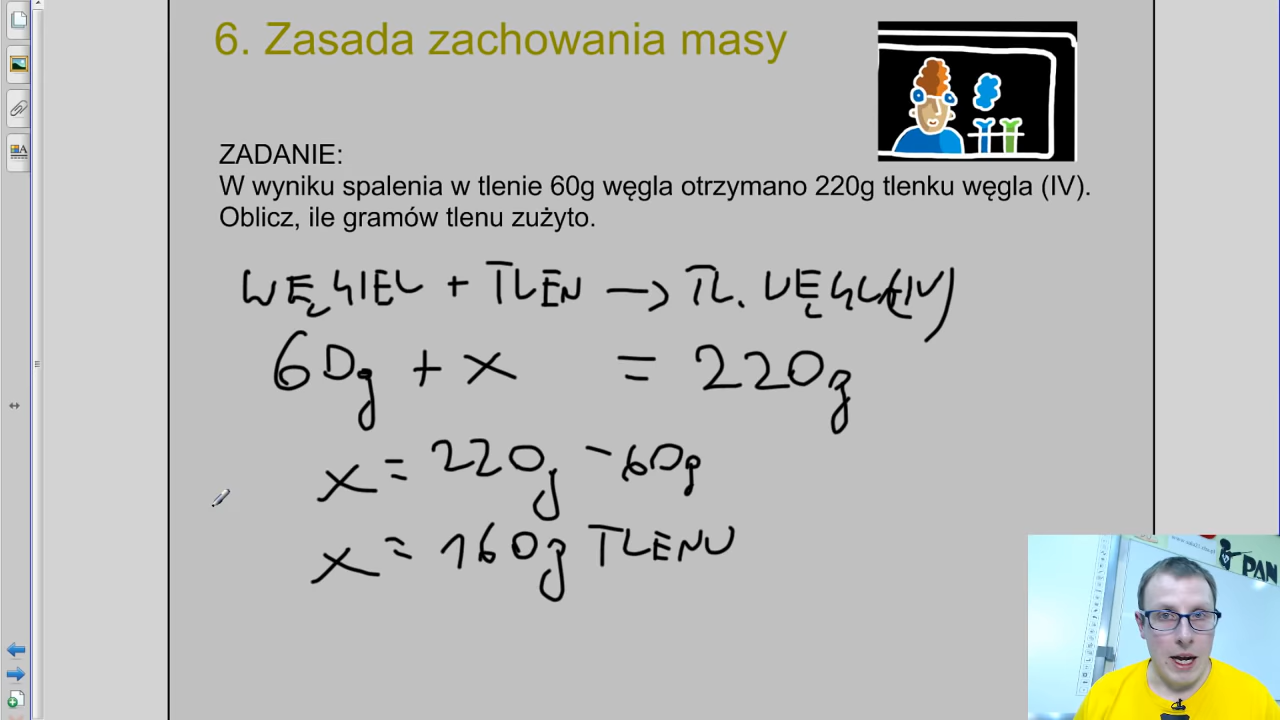 6. Zasada zachowania masy
ZADANIE:
W wyniku spalenia w tlenie 60g węgla otrzymano 220g tlenku węgla (IV).
Oblicz, ile gramów tlenu zużyto.
WĘGIEL + TLEN → TL. WĘGLA(IV)
60g + x = 220g
x = 220g - 60g
x = 160g TLENU
PAN